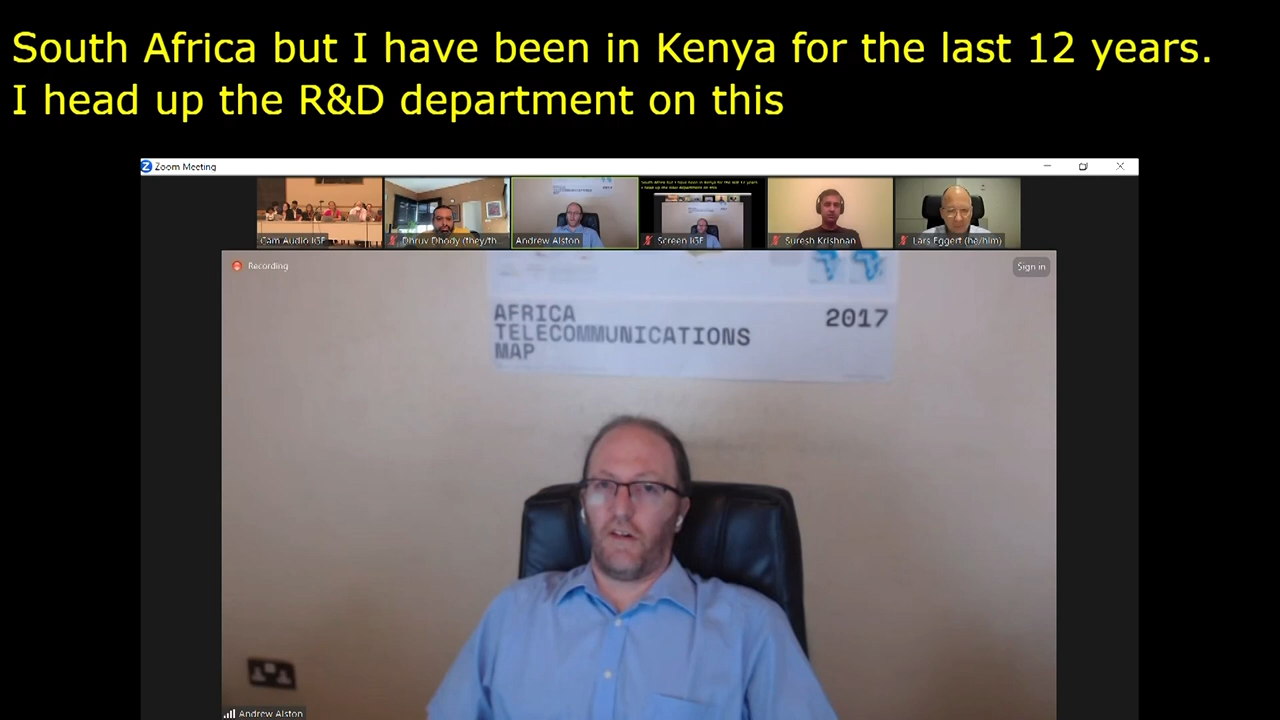 South Africa but I have been in Kenya for the last 12 years.
I head up the R&D department on this
Zoom Meeting
Cam Audio IGF
Dhruv Dhody (they/th...
Andrew Alston
Screen IGF
Suresh Krishnan
Lars Eggert (he/him)
2017
Recording
Sign in
AFRICA
TELECOMMUNICATIONS
MAP
2017
Andrew Alston